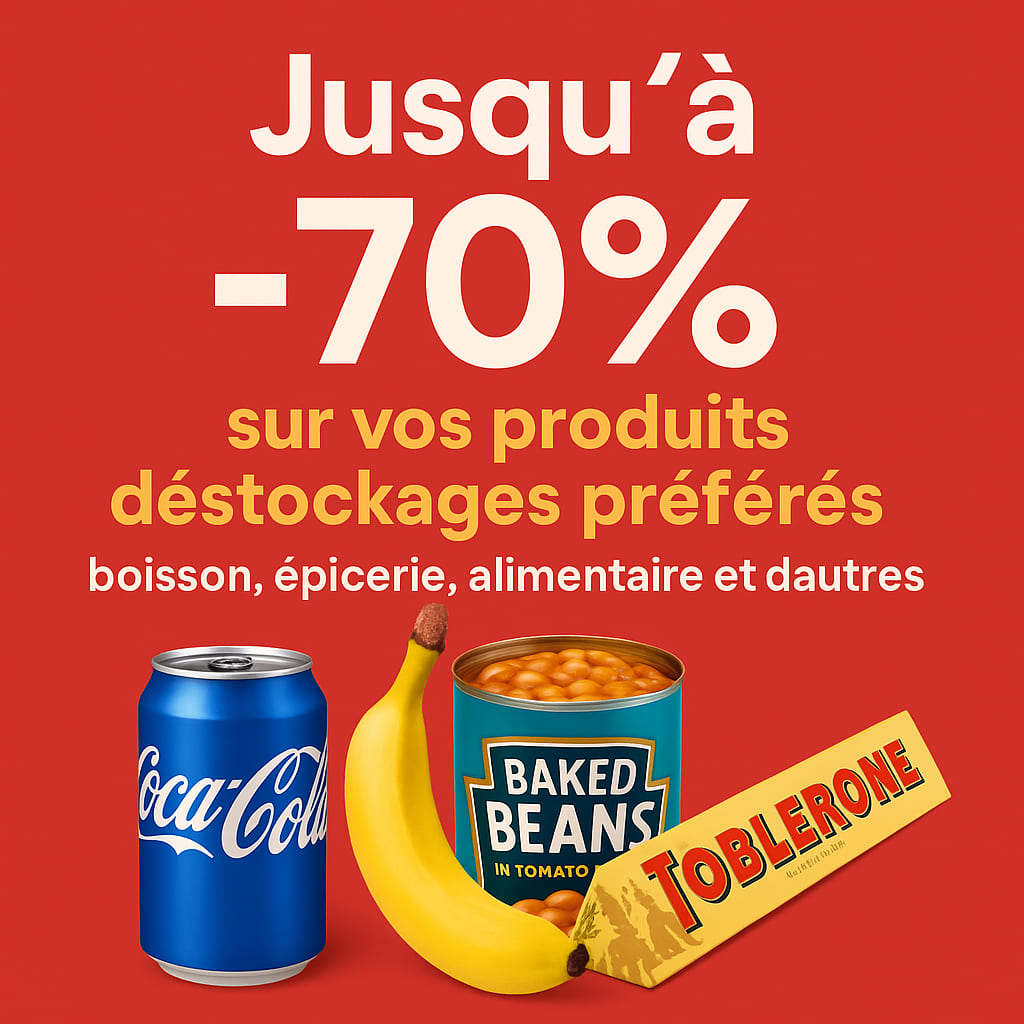 Jusqu´à
-70%
sur vos produits
déstockages préférés
boisson, épicerie, alimentaire et dautres
Coca-Cola
BAKED
BEANS
IN TOMATO
TOBLERONE